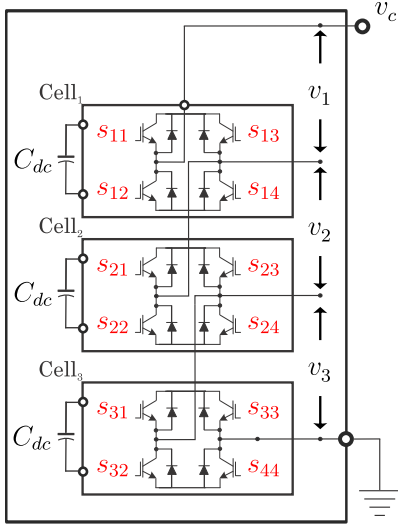 v_c
Cell_1
v_1
s_11 s_13
C_dc
s_12 s_14
Cell_2
v_2
s_21 s_23
C_dc
s_22 s_24
Cell_3
v_3
s_31 s_33
C_dc
s_32 s_44